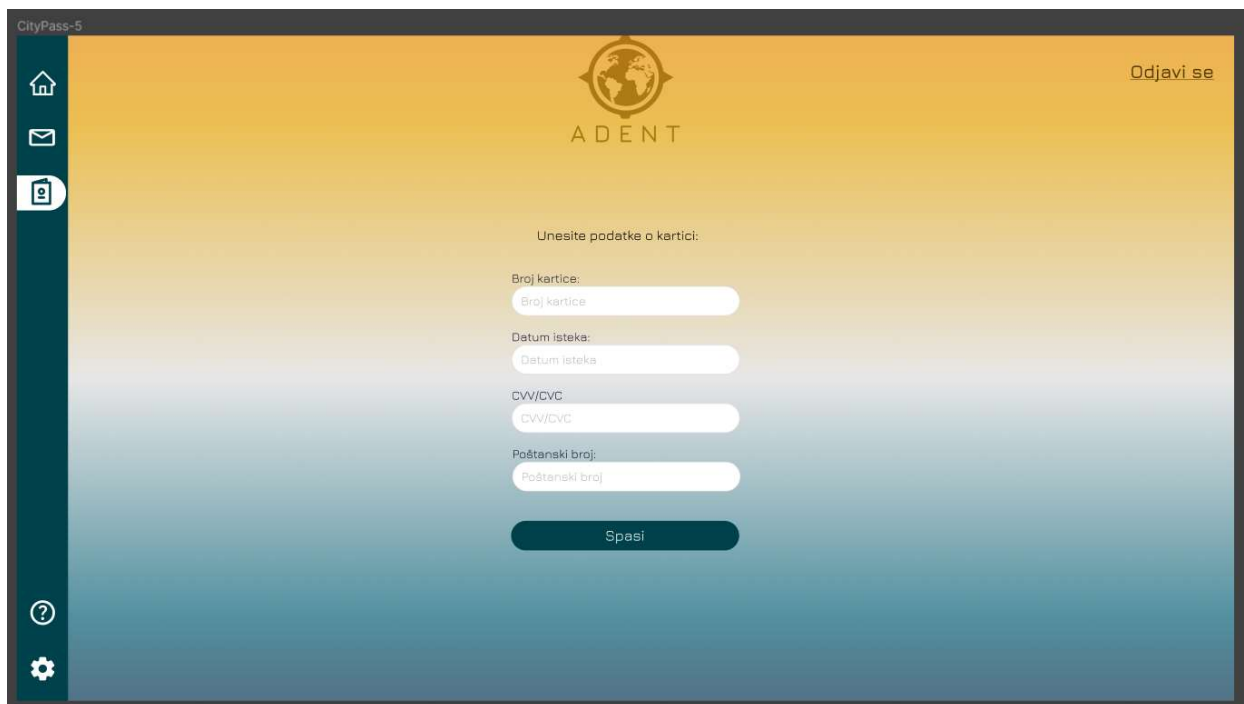 CityPass-5
Odjavi se
ADENT
Unesite podatke o kartici:
Broj kartice:
Broj kartice
Datum isteka:
Datum isteka
CVV/CVC
CVV/CVC
Poštanski broj:
Poštanski broj
Spasi